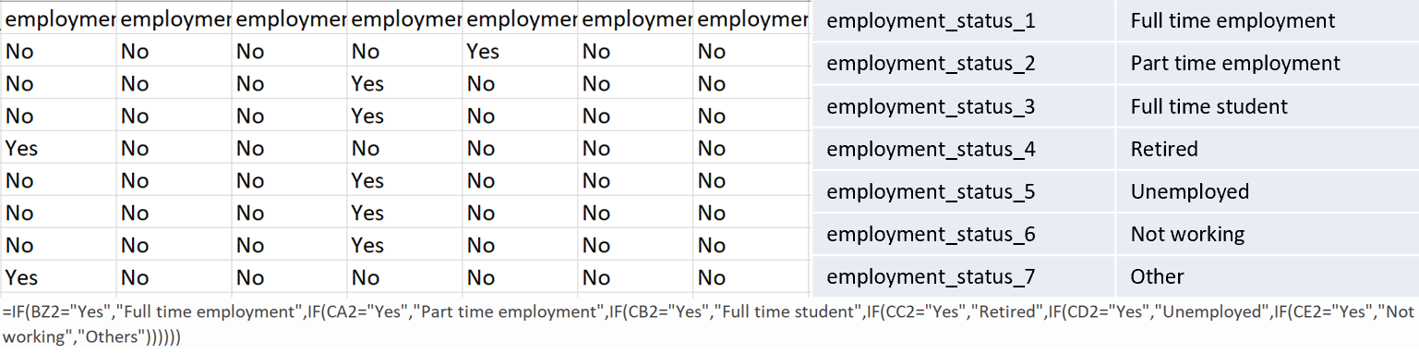 employmer employmer employmer employmer employmer employmer employmer employment_status_1 Full time employment
No No No No Yes No No employment_status_2 Part time employment
No No No Yes No No No employment_status_3 Full time student
No No No Yes No No No
Yes No No No No No No employment_status_4 Retired
No No No Yes No No No employment_status_5 Unemployed
No No No Yes No No No employment_status_6 Not working
No No No Yes No No No
Yes No No No No No No employment_status_7 Other
=IF(BZ2="Yes","Full time employment",IF(CA2="Yes","Part time employment",IF(CB2="Yes","Full time student",IF(CC2="Yes","Retired",IF(CD2="Yes","Unemployed",IF(CE2="Yes","Not
working","Others"))))))